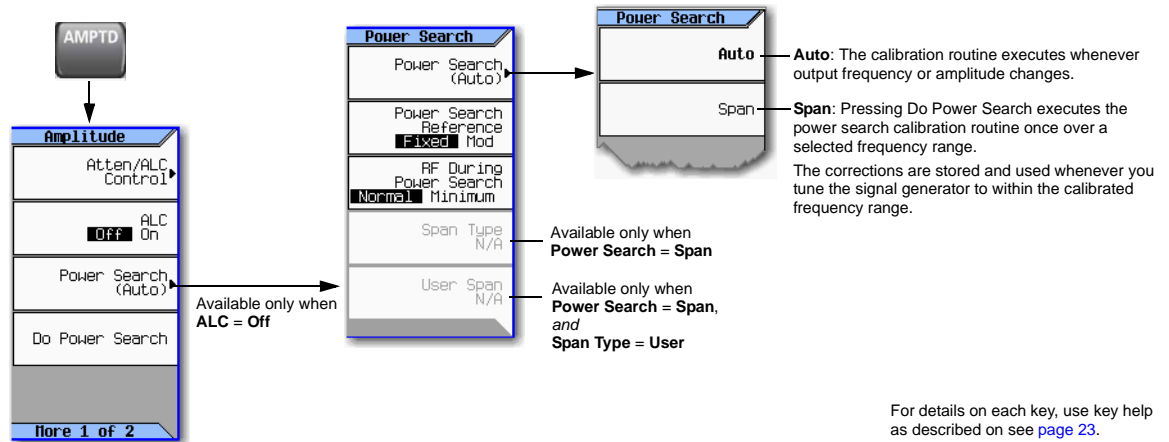 AMPTD
Amplitude
Atten/ALC
Control
ALC
Off On
Power Search
(Auto)
Do Power Search
More 1 of 2
Available only when
ALC = Off
Power Search
Power Search
(Auto)
Power Search
Reference
Fixed Mod
RF During
Power Search
Normal Minimum
Span Type
N/A
User Span
N/A
Available only when
Power Search = Span
Available only when
Power Search = Span,
and
Span Type = User
Power Search
Auto
Span
Auto: The calibration routine executes whenever
output frequency or amplitude changes.
Span: Pressing Do Power Search executes the
power search calibration routine once over a
selected frequency range.
The corrections are stored and used whenever you
tune the signal generator to within the calibrated
frequency range.
For details on each key, use key help
as described on see page 23.